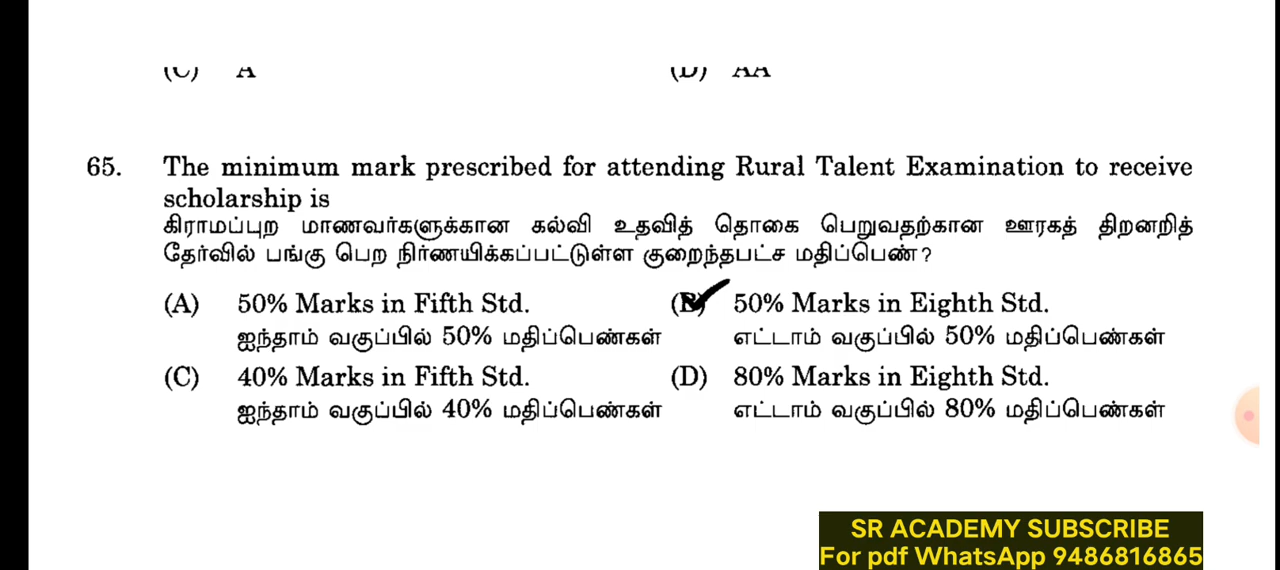 (C) A (D) AA
65. The minimum mark prescribed for attending Rural Talent Examination to receive
scholarship is
கிராமப்புற மாணவர்களுக்கான கல்வி உதவித் தொகை பெறுவதற்கான ஊரகத் திறனறித்
தேர்வில் பங்கு பெற நிர்ணயிக்கப்பட்டுள்ள குறைந்தபட்ச மதிப்பெண்?
(A) 50% Marks in Fifth Std. (B) 50% Marks in Eighth Std.
ஐந்தாம் வகுப்பில் 50% மதிப்பெண்கள் எட்டாம் வகுப்பில் 50% மதிப்பெண்கள்
(C) 40% Marks in Fifth Std. (D) 80% Marks in Eighth Std.
ஐந்தாம் வகுப்பில் 40% மதிப்பெண்கள் எட்டாம் வகுப்பில் 80% மதிப்பெண்கள்
SR ACADEMY SUBSCRIBE
For pdf WhatsApp 9486816865